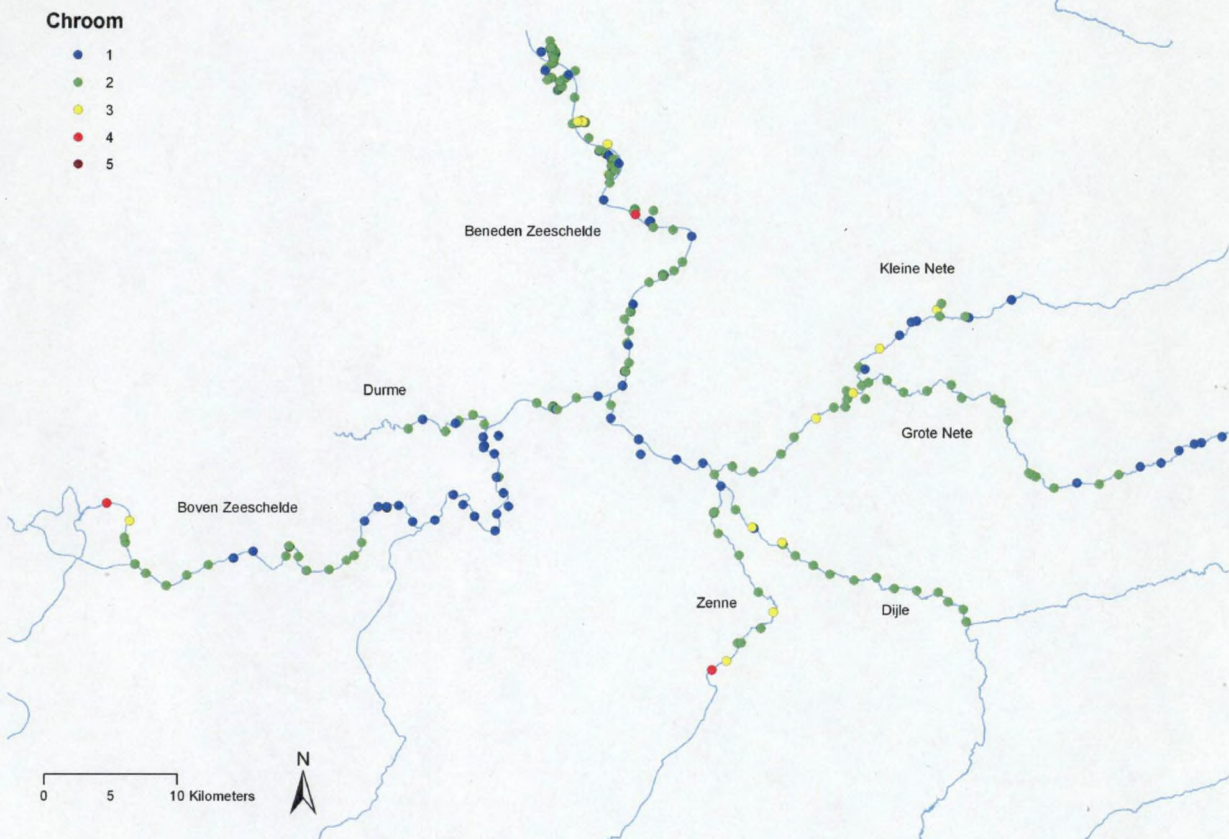 Chroom
1
2
3
4
5
Beneden Zeeschelde
Kleine Nete
Durme
Grote Nete
Boven Zeeschelde
Zenne
Dijle
N
0 5 10 Kilometers